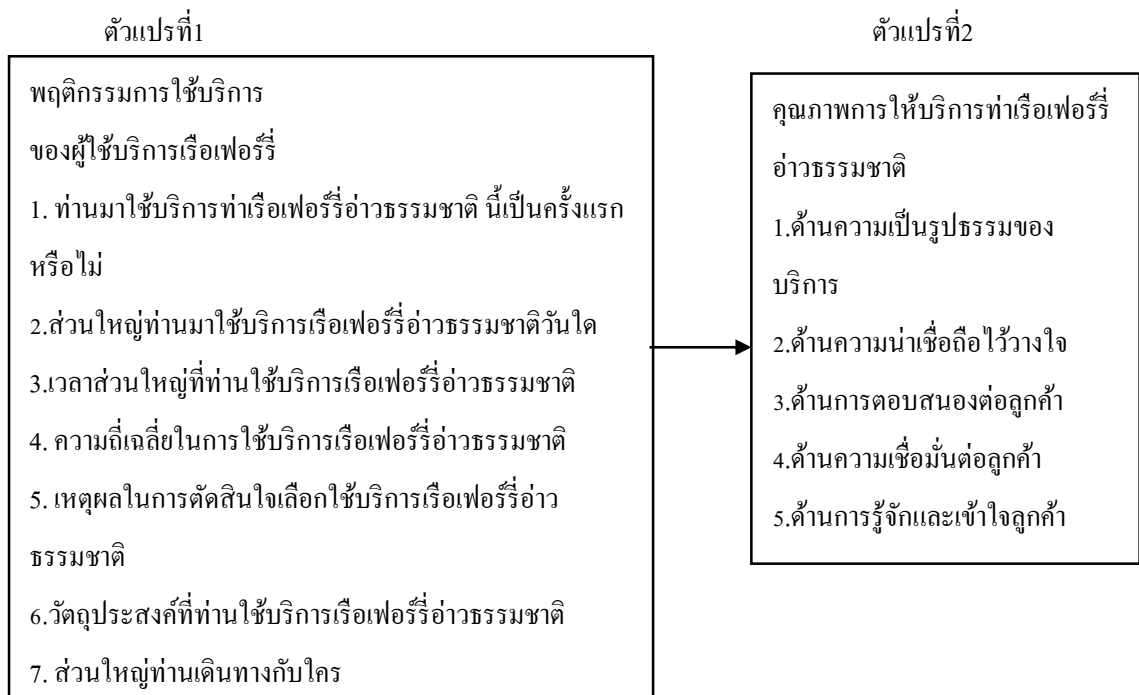 ตัวแปรที่1
พฤติกรรมการใช้บริการ
ของผู้ใช้บริการเรือเฟอร์รี่
1. ท่านมาใช้บริการท่าเรือเฟอร์รี่อ่าวธรรมชาติ นี้เป็นครั้งแรก
หรือไม่
2.ส่วนใหญ่ท่านมาใช้บริการเรือเฟอร์รี่อ่าวธรรมชาติวันใด
3.เวลาส่วนใหญ่ที่ท่านใช้บริการเรือเฟอร์รี่อ่าวธรรมชาติ
4. ความถี่เฉลี่ยในการใช้บริการเรือเฟอร์รี่อ่าวธรรมชาติ
5. เหตุผลในการตัดสินใจเลือกใช้บริการเรือเฟอร์รี่อ่าว
ธรรมชาติ
6.วัตถุประสงค์ที่ท่านใช้บริการเรือเฟอร์รี่อ่าวธรรมชาติ
7. ส่วนใหญ่ท่านเดินทางกับใคร
ตัวแปรที่2
คุณภาพการให้บริการท่าเรือเฟอร์รี่
อ่าวธรรมชาติ
1.ด้านความเป็นรูปธรรมของ
บริการ
2.ด้านความน่าเชื่อถือไว้วางใจ
3.ด้านการตอบสนองต่อลูกค้า
4.ด้านความเชื่อมั่นต่อลูกค้า
5.ด้านการรู้จักและเข้าใจลูกค้า